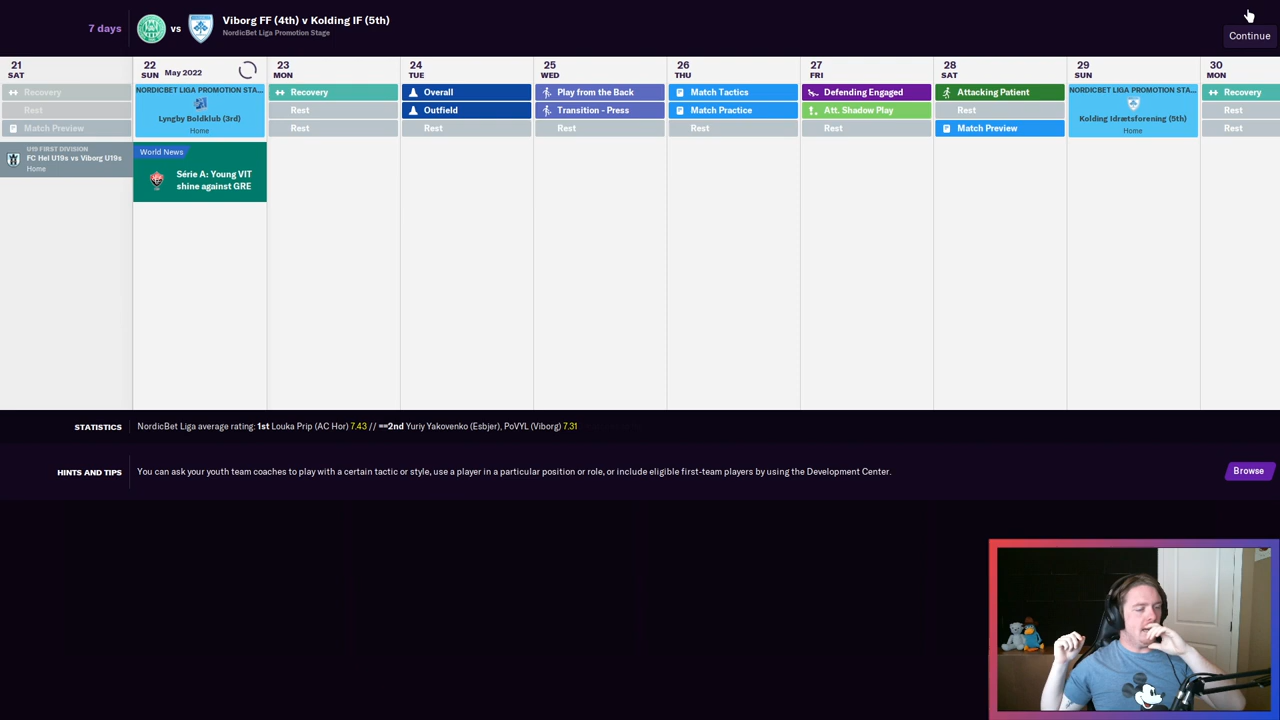 7 days
vs
Viborg FF (4th) v Kolding IF (5th)
NordicBet Liga Promotion Stage
Continue
21
SAT
22
SUN May 2022
23
MON
24
TUE
25
WED
26
THU
27
FRI
28
SAT
29
SUN
30
MON
Recovery
Rest
Match Preview
U19 FIRST DIVISION
FC Hel U19s vs Viborg U19s
Home
NORDICBET LIGA PROMOTION STA...
Lyngby Boldklub (3rd)
Home
World News
Série A: Young VIT
shine against GRE
Recovery
Rest
Rest
Overall
Outfield
Rest
Play from the Back
Transition - Press
Rest
Match Tactics
Match Practice
Rest
Defending Engaged
Att. Shadow Play
Rest
Attacking Patient
Rest
Match Preview
NORDICBET LIGA PROMOTION STA...
Kolding Idrætsforening (5th)
Home
Recovery
Rest
Rest
STATISTICS
NordicBet Liga average rating: 1st Louka Prip (AC Hor) 7.43 // ==2nd Yuriy Yakovenko (Esbjer), PoVYL (Viborg) 7.31
HINTS AND TIPS
You can ask your youth team coaches to play with a certain tactic or style, use a player in a particular position or role, or include eligible first-team players by using the Development Center.
Browse